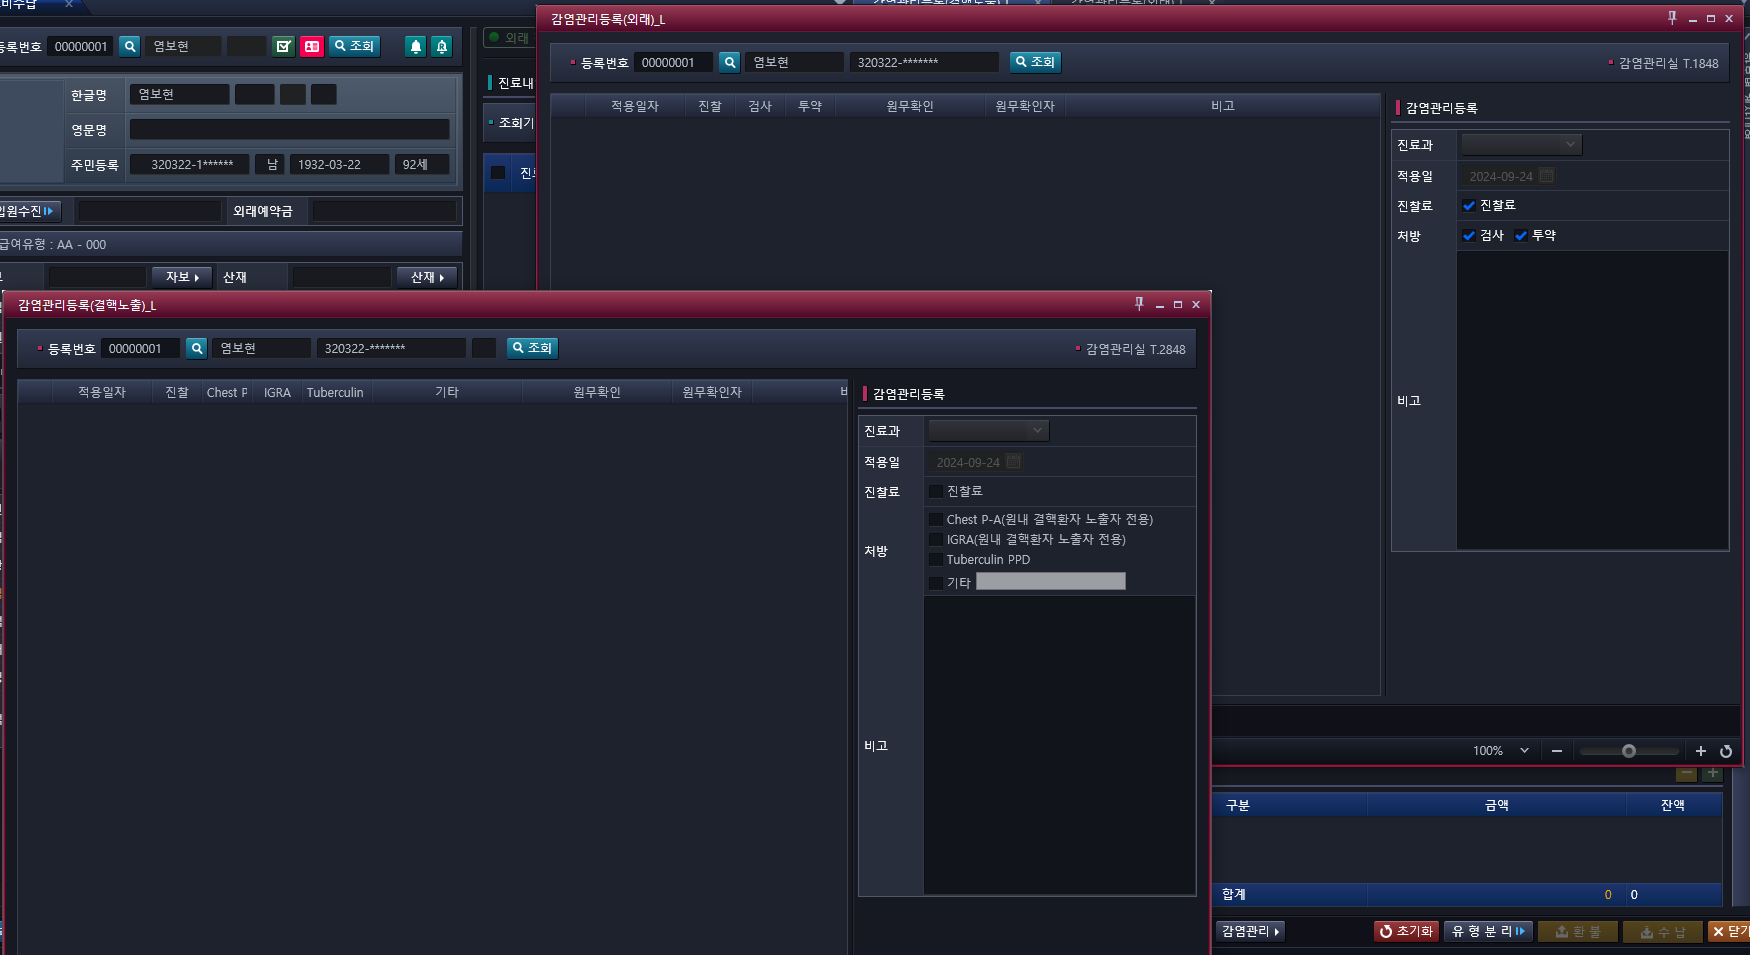 비수납
등록번호 00000001 염보현 조회
한글명 염보현
영문명
주민등록 320322-1****** 남 1932-03-22 92세
입원수진 외래예약금
급여유형 : AA - 000
자보 산재 산재
외래
진료내
조회기
감염관리등록(외래)_L
등록번호 00000001 염보현 320322-******* 조회 감염관리실 T.1848
적용일자 진찰 검사 투약 원무확인 원무확인자 비고
감염관리등록
진료과
적용일 2024-09-24
진찰료 진찰료
처방 검사 투약
비고
100%
감염관리등록(결핵노출)_L
등록번호 00000001 염보현 320322-******* 조회 감염관리실 T.2848
적용일자 진찰 Chest P IGRA Tuberculin 기타 원무확인 원무확인자
감염관리등록
진료과
적용일 2024-09-24
진찰료 진찰료
처방
Chest P-A(원내 결핵환자 노출자 전용)
IGRA(원내 결핵환자 노출자 전용)
Tuberculin PPD
기타
비고
구분 금액 잔액
합계 0 0
감염관리 초기화 유 형 분 리 환 불 수 납 닫기